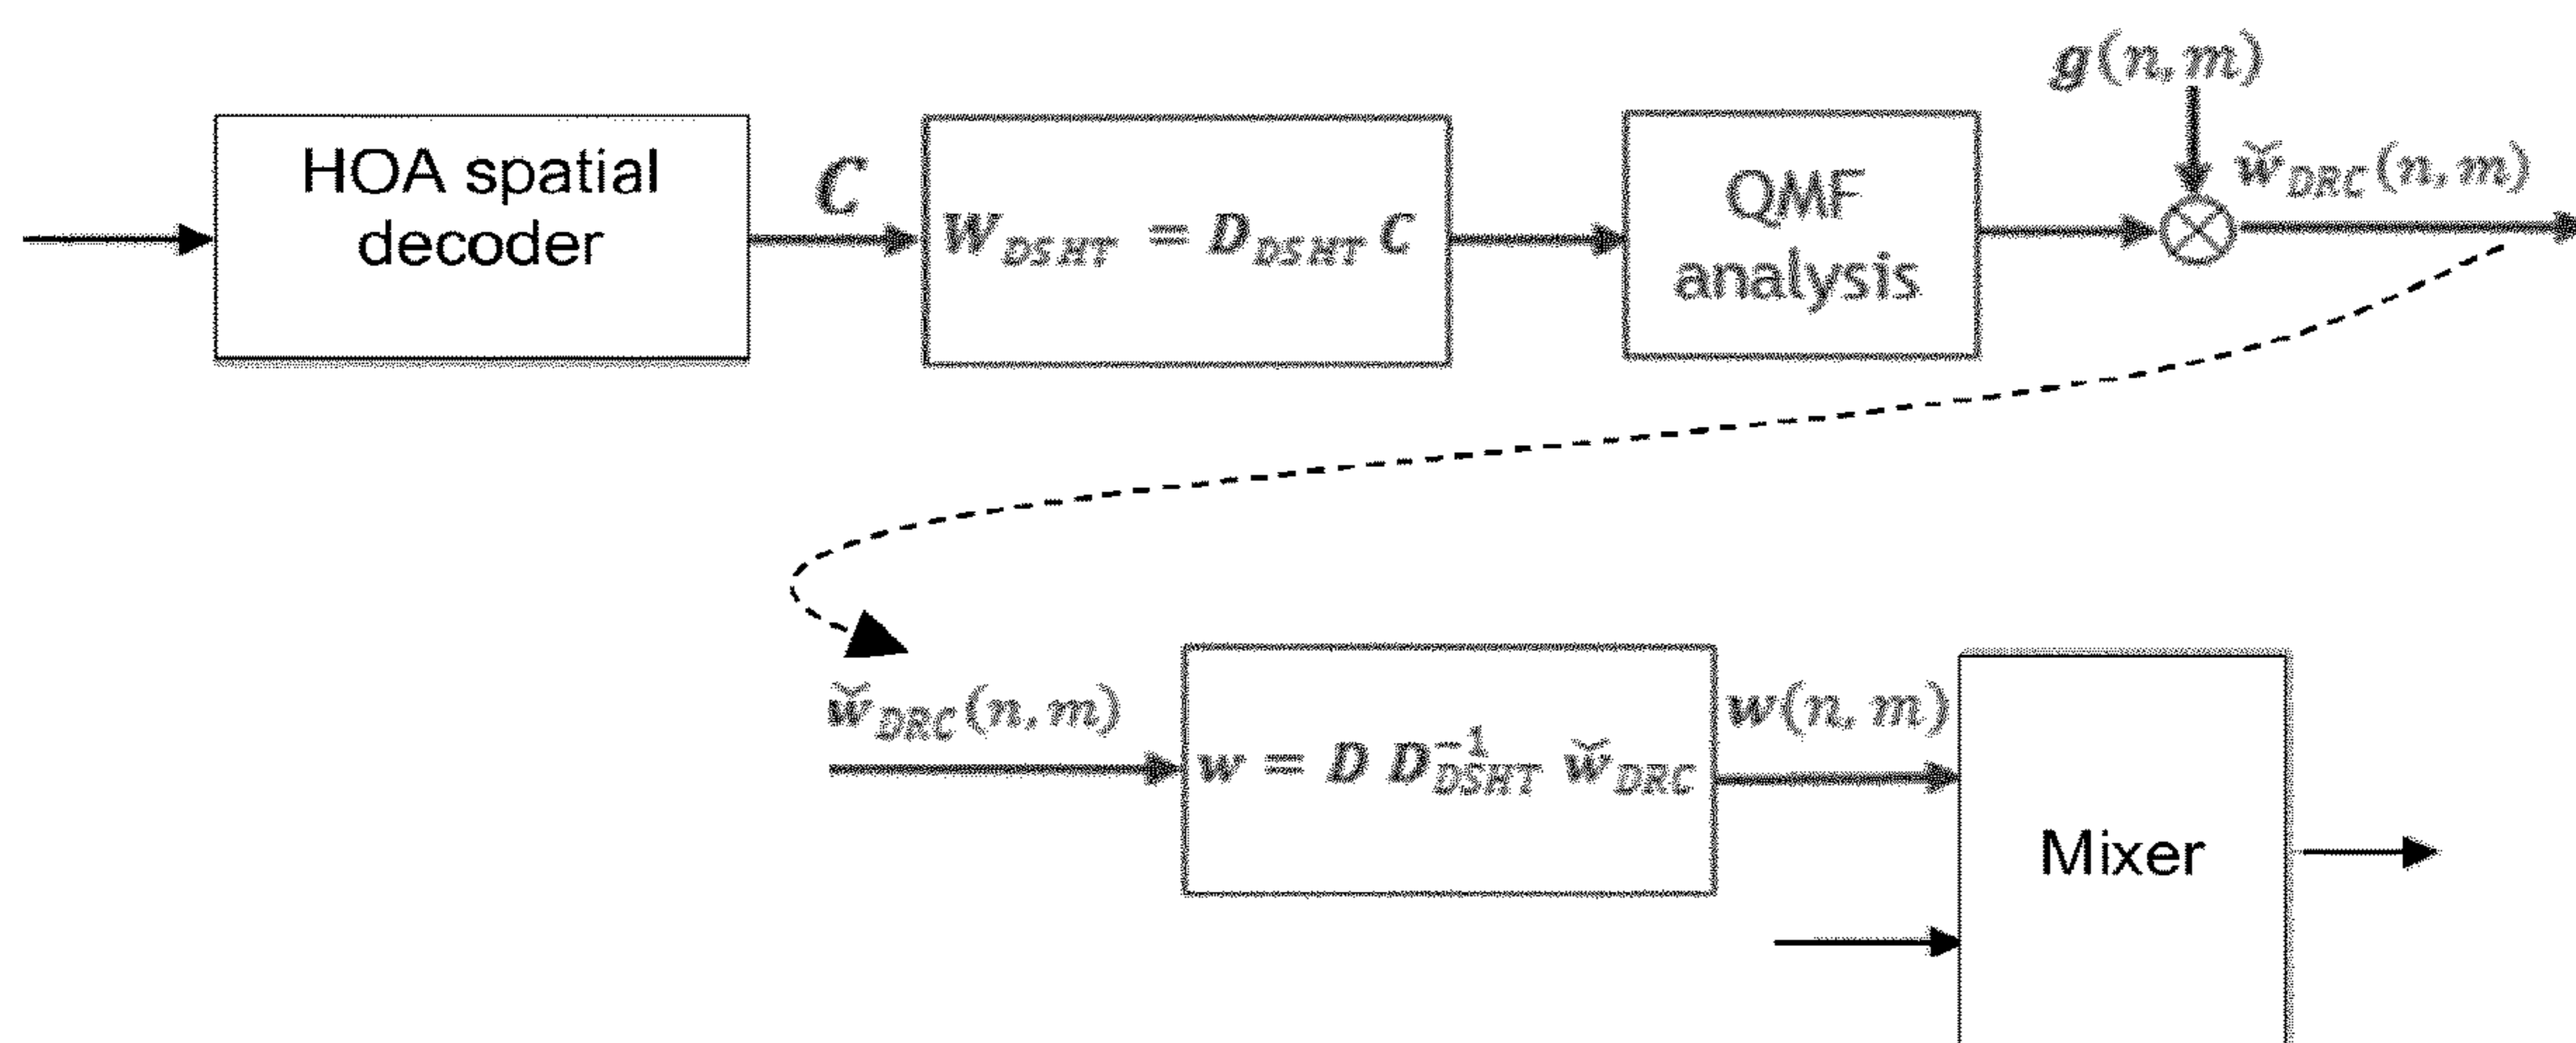 g(n,m)
HOA spatial
decoder
C
W_DSHT = D_DSHT C
QMF
analysis
w̌_DRC(n,m)
w̌_DRC(n,m)
w = D D_DSHT^-1 w̌_DRC
w(n,m)
Mixer